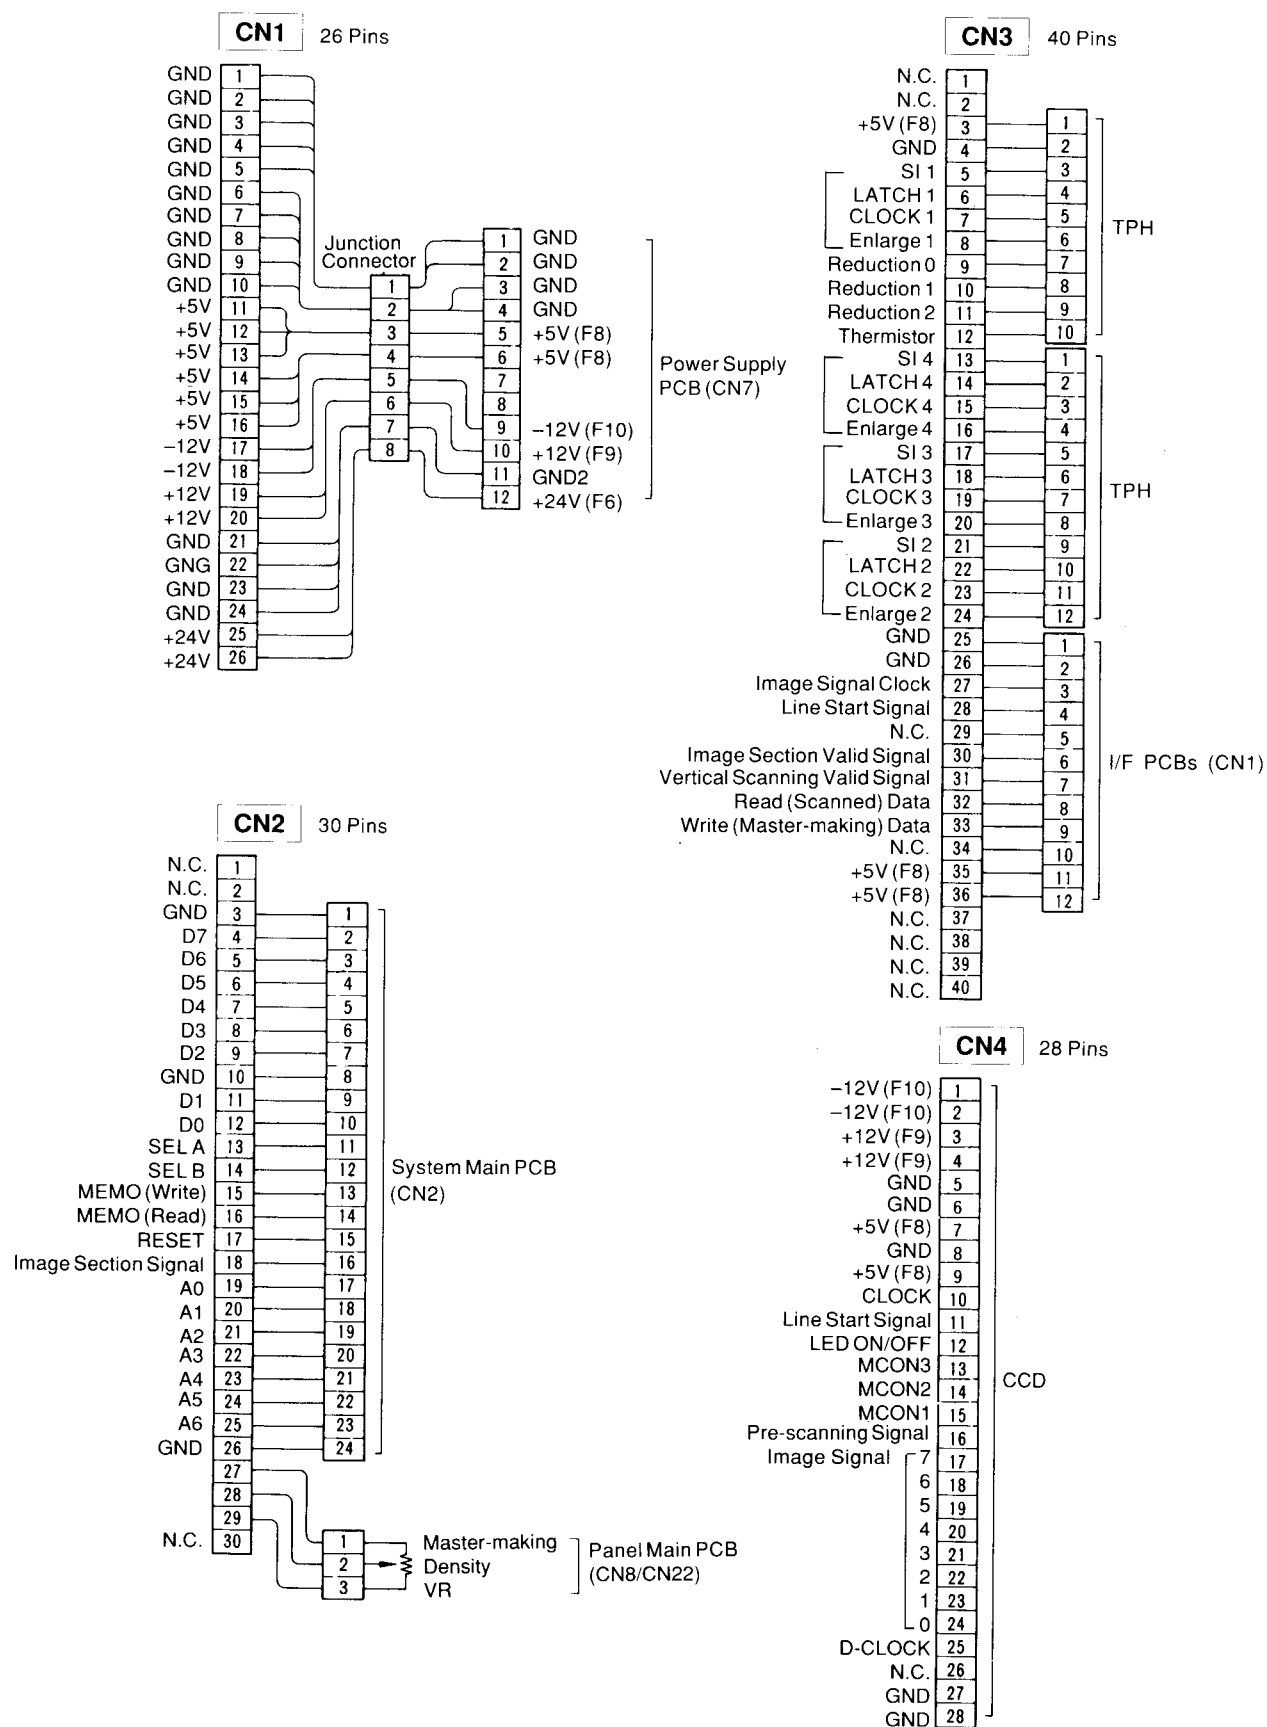 CN1 26 Pins
GND 1
GND 2
GND 3
GND 4
GND 5
GND 6
GND 7
GND 8
GND 9
GND 10
+5V 11
+5V 12
+5V 13
+5V 14
+5V 15
+5V 16
−12V 17
−12V 18
+12V 19
+12V 20
GND 21
GNG 22
GND 23
GND 24
+24V 25
+24V 26
Junction
Connector
1
2
3
4
5
6
7
8
1 GND
2 GND
3 GND
4 GND
5 +5V (F8)
6 +5V (F8)
7
8
9 −12V (F10)
10 +12V (F9)
11 GND2
12 +24V (F6)
Power Supply
PCB (CN7)
CN2 30 Pins
N.C. 1
N.C. 2
GND 3 1
D7 4 2
D6 5 3
D5 6 4
D4 7 5
D3 8 6
D2 9 7
GND 10 8
D1 11 9
D0 12 10
SEL A 13 11
SEL B 14 12
MEMO (Write) 15 13
MEMO (Read) 16 14
RESET 17 15
Image Section Signal 18 16
A0 19 17
A1 20 18
A2 21 19
A3 22 20
A4 23 21
A5 24 22
A6 25 23
GND 26 24
27
28
29
N.C. 30
System Main PCB
(CN2)
1 Master-making
2 Density
3 VR
Panel Main PCB
(CN8/CN22)
CN3 40 Pins
N.C. 1
N.C. 2
+5V (F8) 3 1
GND 4 2
SI 1 5 3
LATCH 1 6 4
CLOCK 1 7 5
Enlarge 1 8 6
Reduction 0 9 7
Reduction 1 10 8
Reduction 2 11 9
Thermistor 12 10
TPH
SI 4 13 1
LATCH 4 14 2
CLOCK 4 15 3
Enlarge 4 16 4
SI 3 17 5
LATCH 3 18 6
CLOCK 3 19 7
Enlarge 3 20 8
SI 2 21 9
LATCH 2 22 10
CLOCK 2 23 11
Enlarge 2 24 12
TPH
GND 25 1
GND 26 2
Image Signal Clock 27 3
Line Start Signal 28 4
N.C. 29 5
Image Section Valid Signal 30 6
Vertical Scanning Valid Signal 31 7
Read (Scanned) Data 32 8
Write (Master-making) Data 33 9
N.C. 34 10
+5V (F8) 35 11
+5V (F8) 36 12
N.C. 37
N.C. 38
N.C. 39
N.C. 40
I/F PCBs (CN1)
CN4 28 Pins
−12V (F10) 1
−12V (F10) 2
+12V (F9) 3
+12V (F9) 4
GND 5
GND 6
+5V (F8) 7
GND 8
+5V (F8) 9
CLOCK 10
Line Start Signal 11
LED ON/OFF 12
MCON3 13
MCON2 14
MCON1 15
Pre-scanning Signal 16
Image Signal 7 17
6 18
5 19
4 20
3 21
2 22
1 23
0 24
D-CLOCK 25
N.C. 26
GND 27
GND 28
CCD